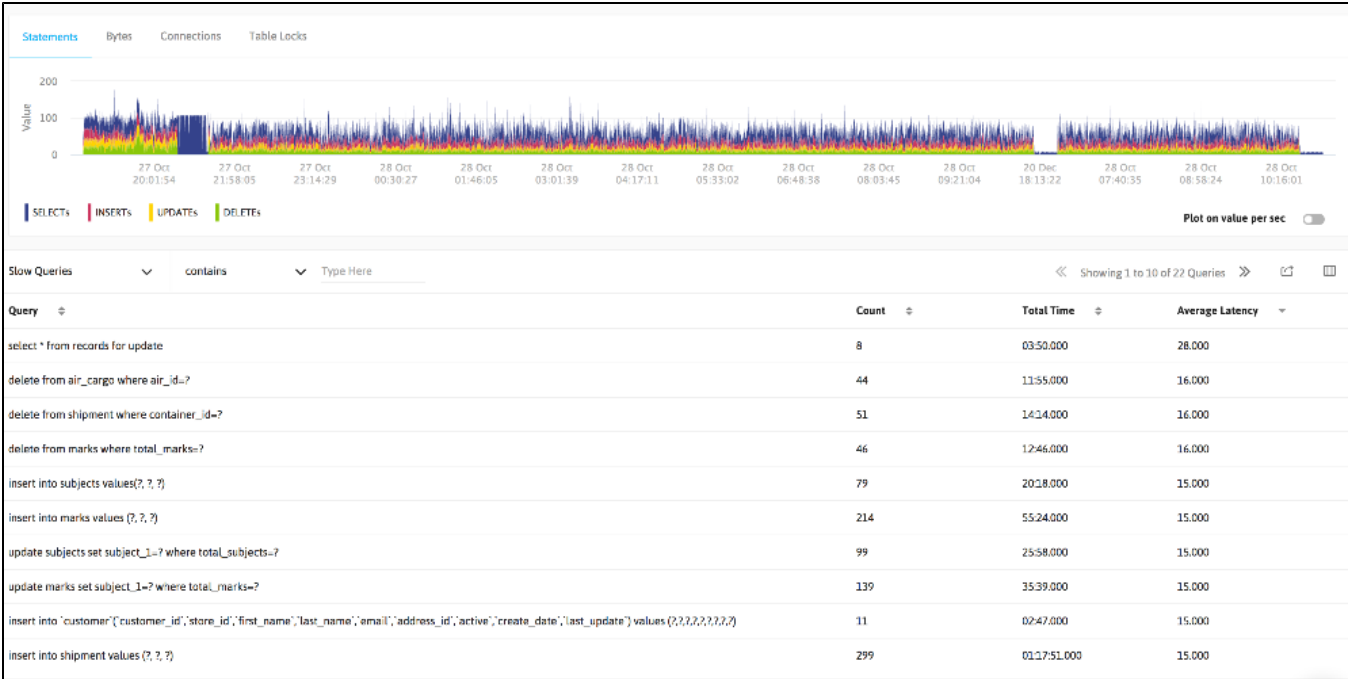 Statements Bytes Connections Table Locks
200
Value
100
0
27 Oct 27 Oct 27 Oct 28 Oct 28 Oct 28 Oct 28 Oct 28 Oct 28 Oct 28 Oct 28 Oct 20 Dec 28 Oct 28 Oct 28 Oct
20:01:54 21:58:05 23:14:29 00:30:27 01:46:05 03:01:39 04:17:11 05:33:02 06:48:38 08:03:45 09:21:04 18:13:22 07:40:35 08:58:24 10:16:01
SELECTs INSERTs UPDATEs DELETEs
Plot on value per sec
Slow Queries contains Type Here Showing 1 to 10 of 22 Queries
Query Count Total Time Average Latency
select * from records for update 8 03:50.000 28.000
delete from air_cargo where air_id=? 44 11:55.000 16.000
delete from shipment where container_id=? 51 14:14.000 16.000
delete from marks where total_marks=? 46 12:46.000 16.000
insert into subjects values(?, ?, ?) 79 20:18.000 15.000
insert into marks values (?, ?, ?) 214 55:24.000 15.000
update subjects set subject_1=? where total_subjects=? 99 25:58.000 15.000
update marks set subject_1=? where total_marks=? 139 35:39.000 15.000
insert into `customer`(`customer_id`,`store_id`,`first_name`,`last_name`,`email`,`address_id`,`active`,`create_date`,`last_update`) values (?,?,?,?,?,?,?,?,?) 11 02:47.000 15.000
insert into shipment values (?, ?, ?) 299 01:17:51.000 15.000